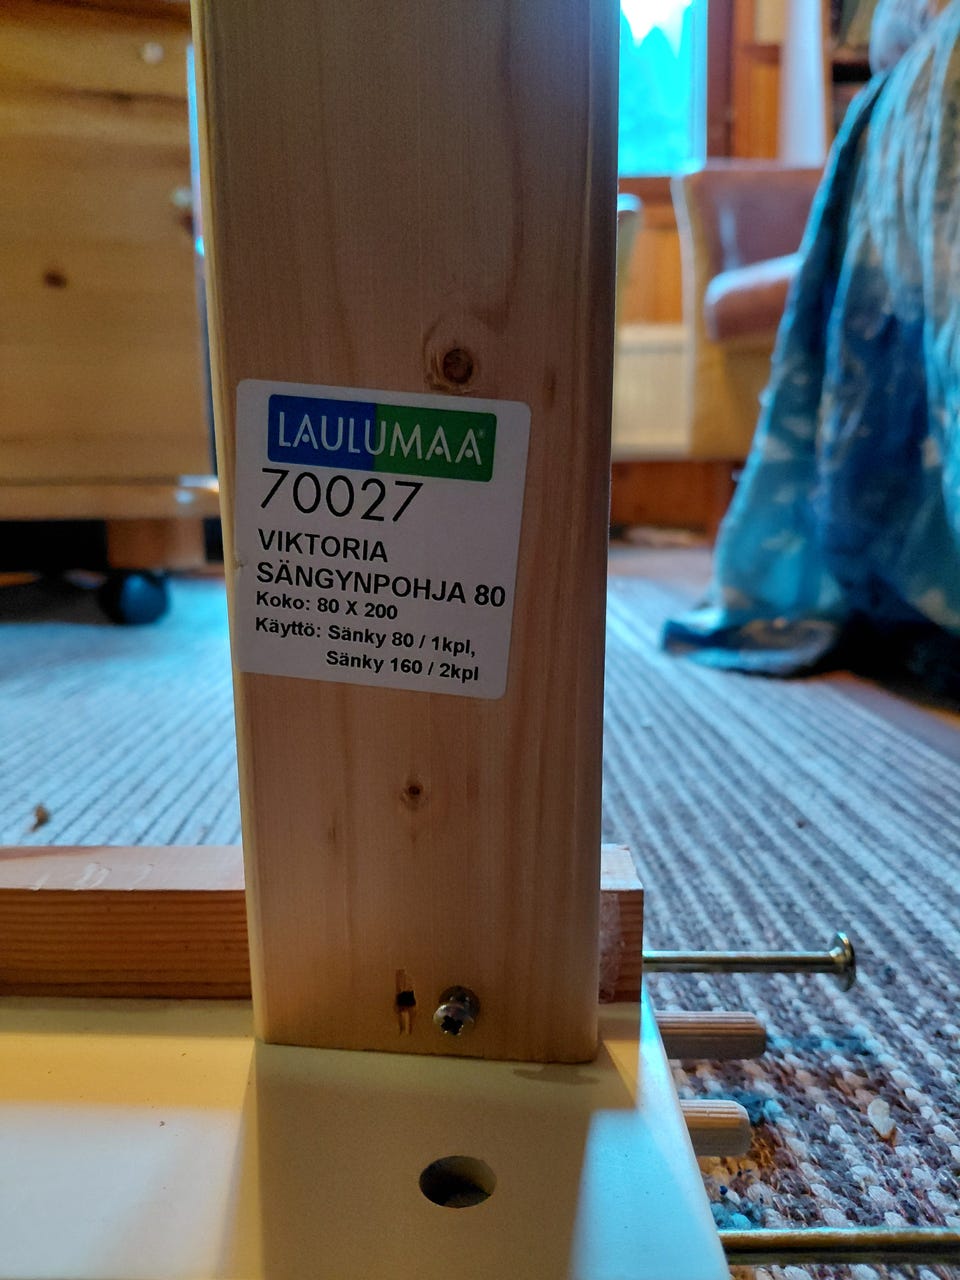 LAULUMAA®
70027
VIKTORIA
SÄNGYNPOHJA 80
Koko: 80 X 200
Käyttö: Sänky 80 / 1kpl,
Sänky 160 / 2kpl